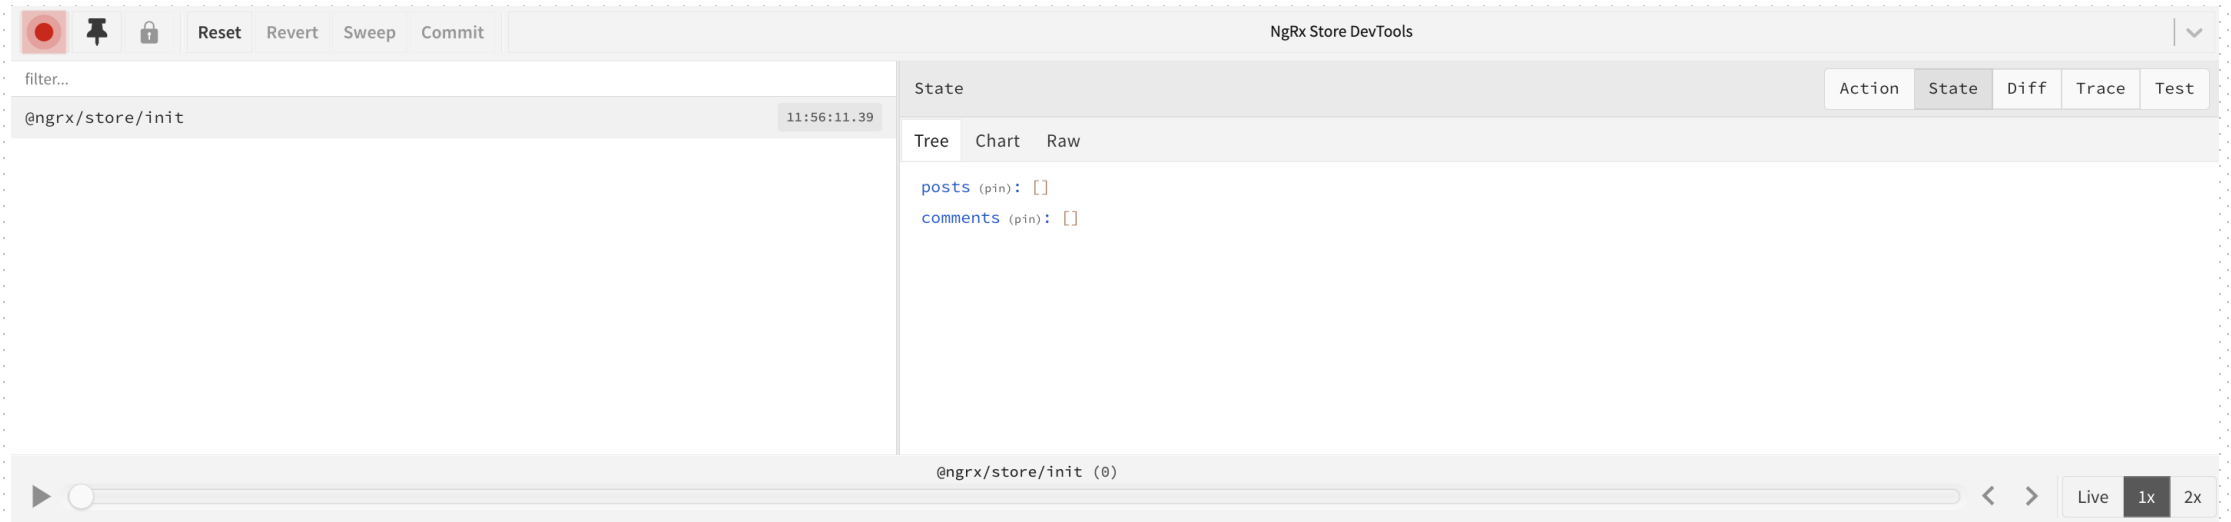 Reset Revert Sweep Commit NgRx Store DevTools
filter...
@ngrx/store/init 11:56:11.39
State Action State Diff Trace Test
Tree Chart Raw
posts (pin): []
comments (pin): []
@ngrx/store/init (0)
Live 1x 2x